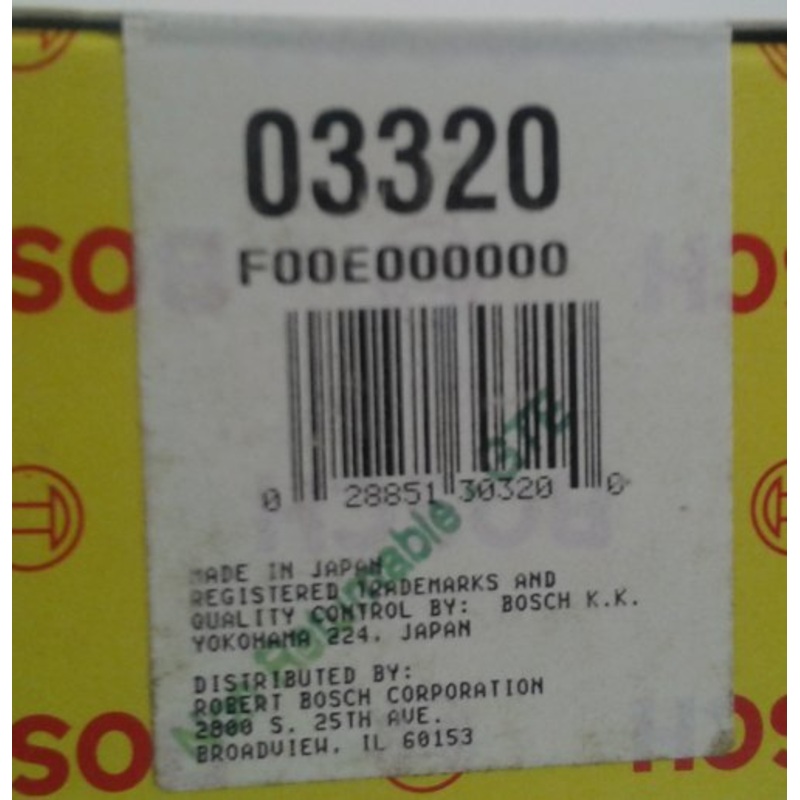 03320
F00E000000
0 28851 30320 0
MADE IN JAPAN
REGISTERED TRADEMARKS AND
QUALITY CONTROL BY: BOSCH K.K.
YOKOHAMA 224, JAPAN
DISTRIBUTED BY:
ROBERT BOSCH CORPORATION
2800 S. 25TH AVE.
BROADVIEW, IL 60153